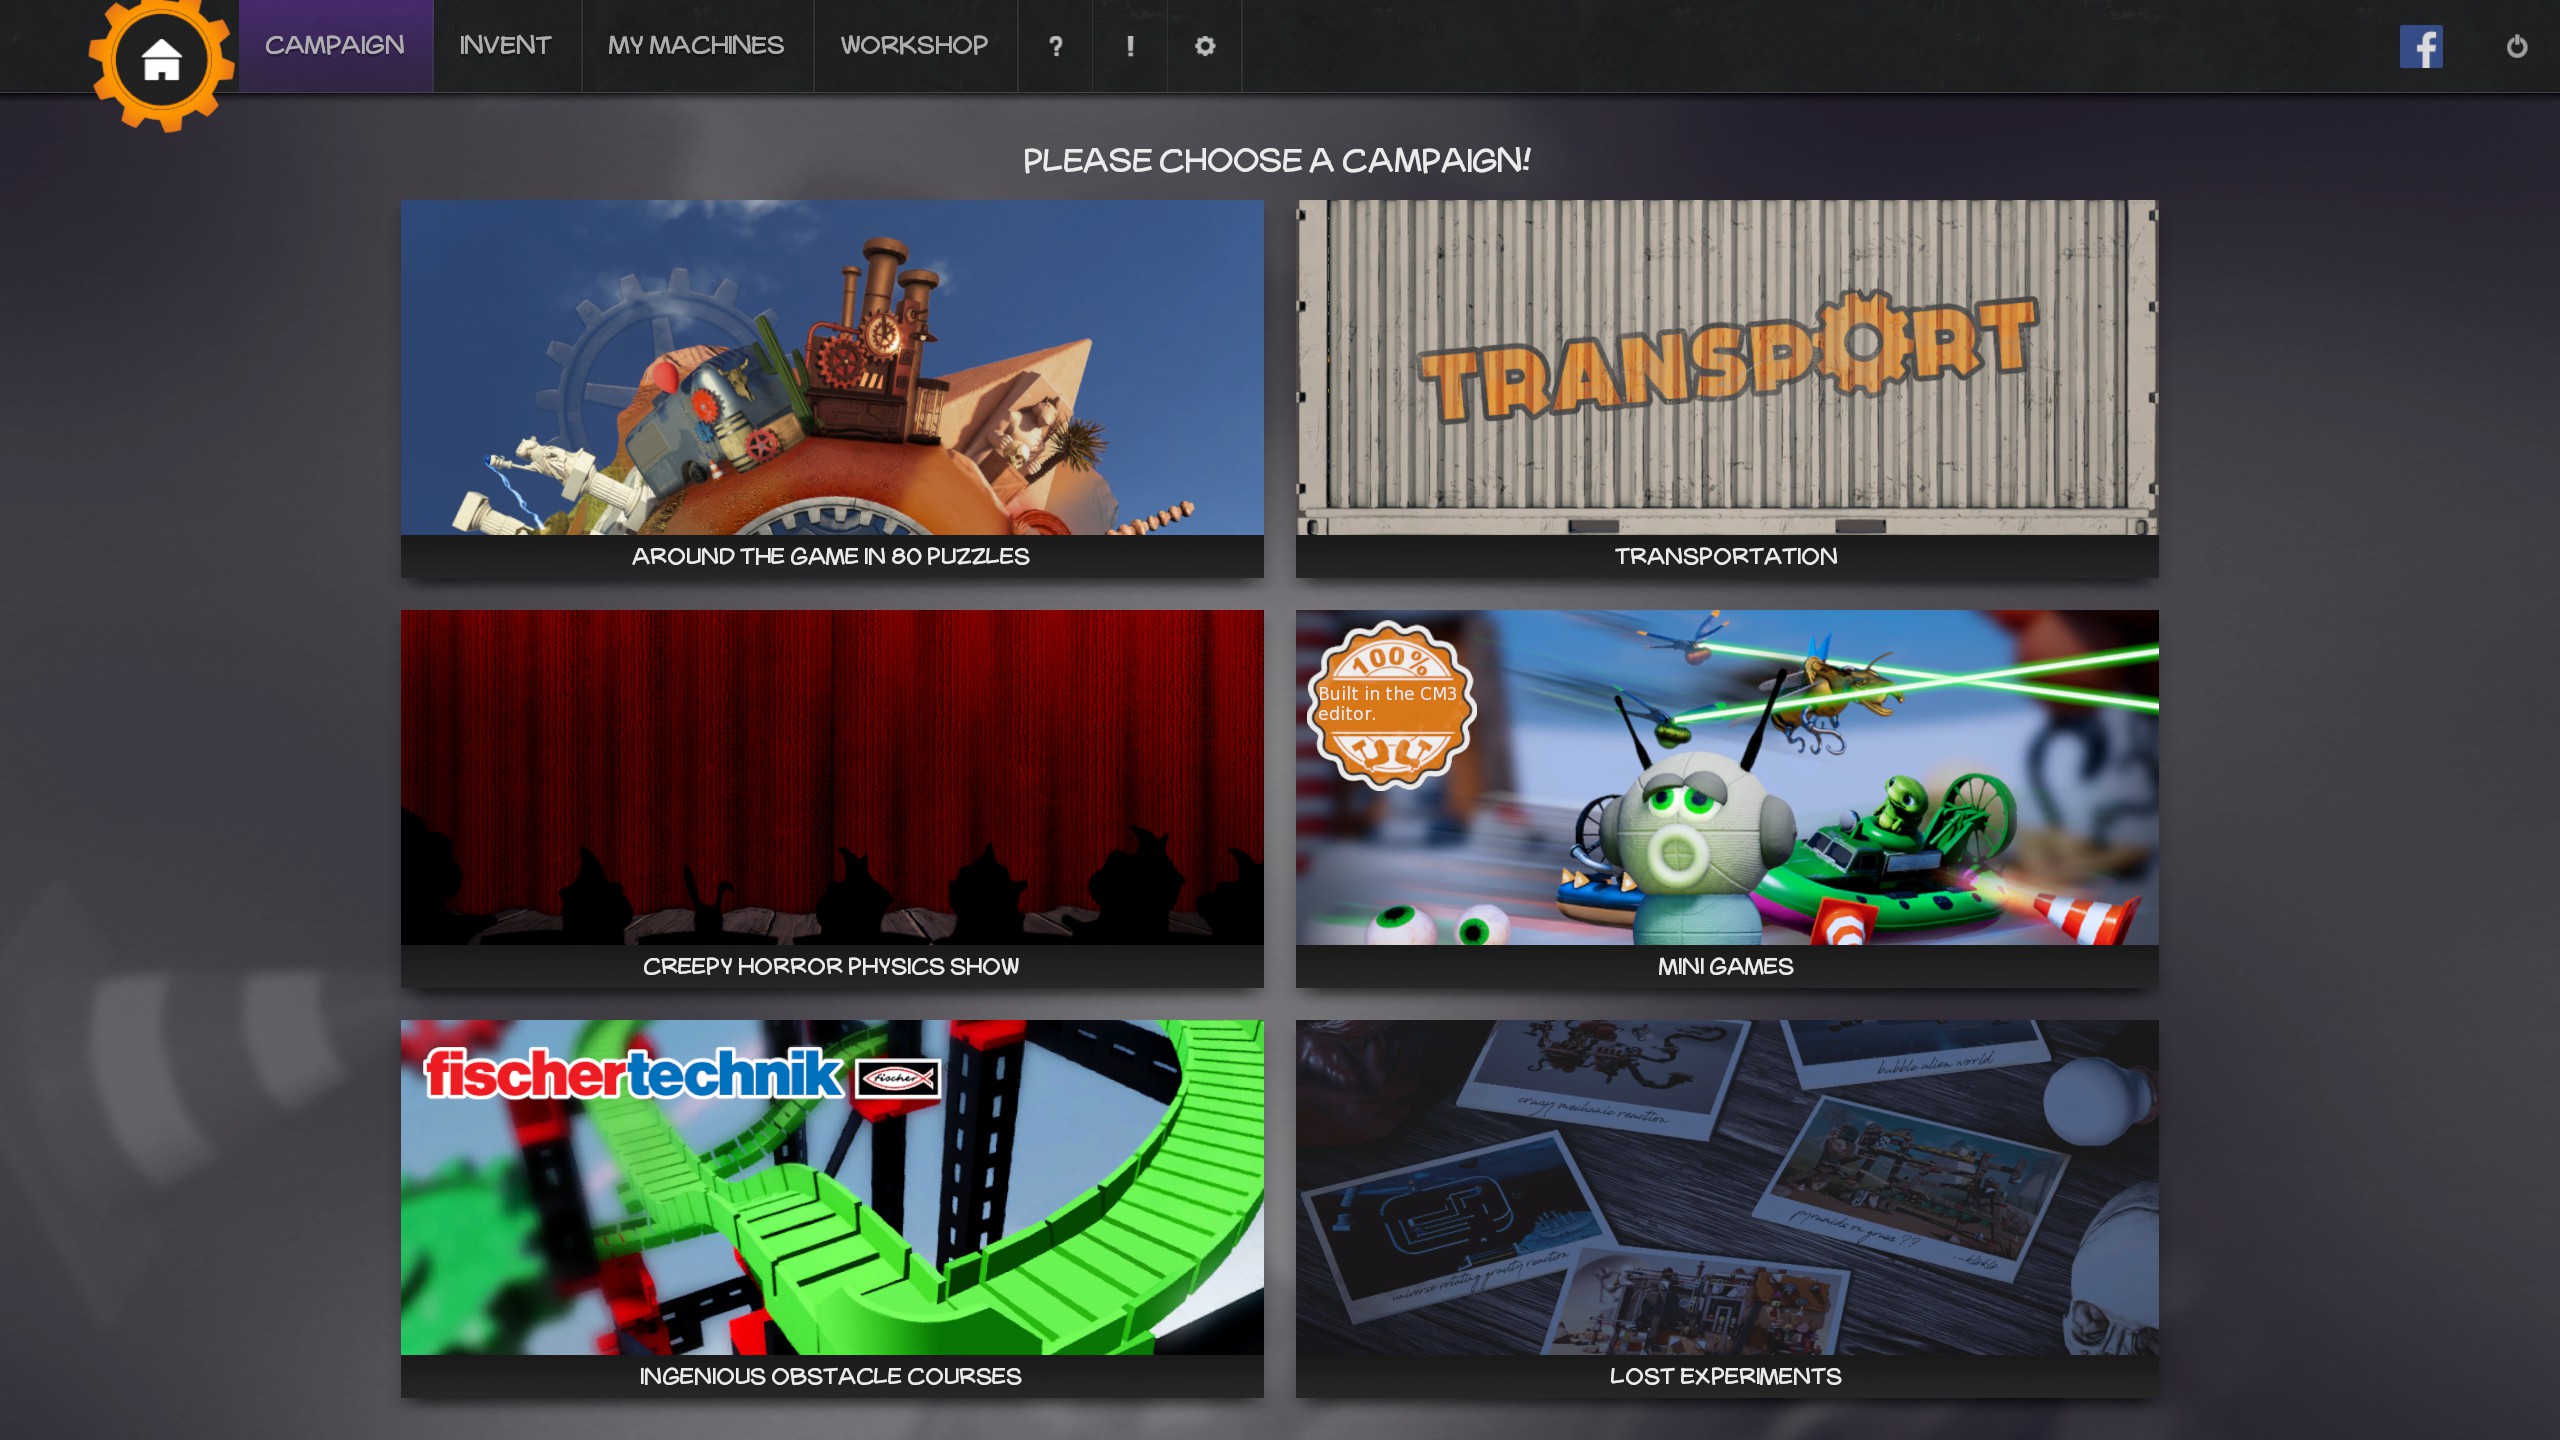 CAMPAIGN
INVENT
MY MACHINES
WORKSHOP
?
!
f
PLEASE CHOOSE A CAMPAIGN!
AROUND THE GAME IN 80 PUZZLES
TRANSPORT
TRANSPORTATION
CREEPY HORROR PHYSICS SHOW
100%
Built in the CM3
editor.
MINI GAMES
fischertechnik
fischer
INGENIOUS OBSTACLE COURSES
crazy mechanic reaction
bubble alien world
pyramids on grass ??
universe rotating gravity reaction
LOST EXPERIMENTS